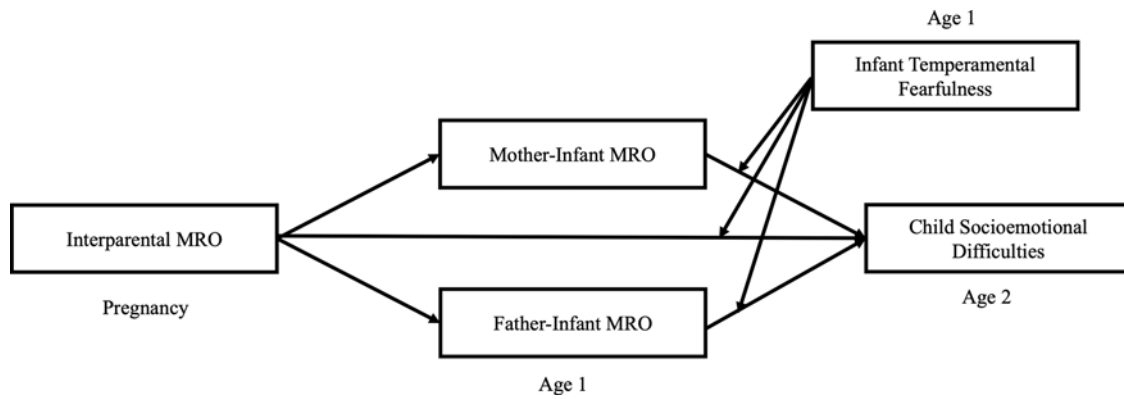 Age 1
Infant Temperamental
Fearfulness
Mother-Infant MRO
Interparental MRO
Child Socioemotional
Difficulties
Pregnancy
Age 2
Father-Infant MRO
Age 1